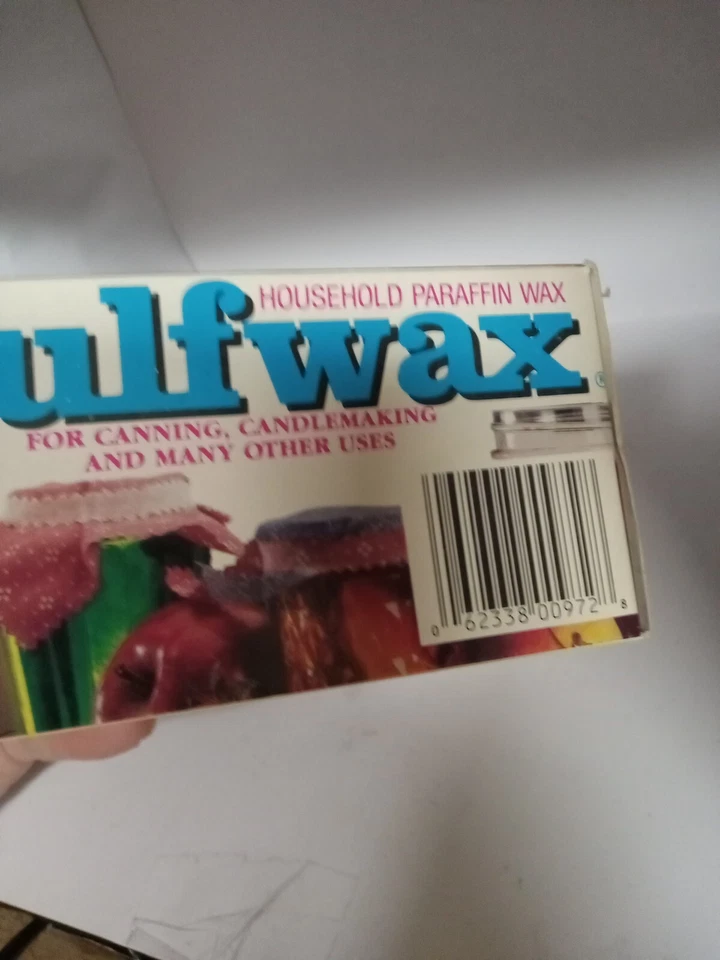 HOUSEHOLD PARAFFIN WAX
ulfwax®
FOR CANNING, CANDLEMAKING
AND MANY OTHER USES
0 62338 00972 8